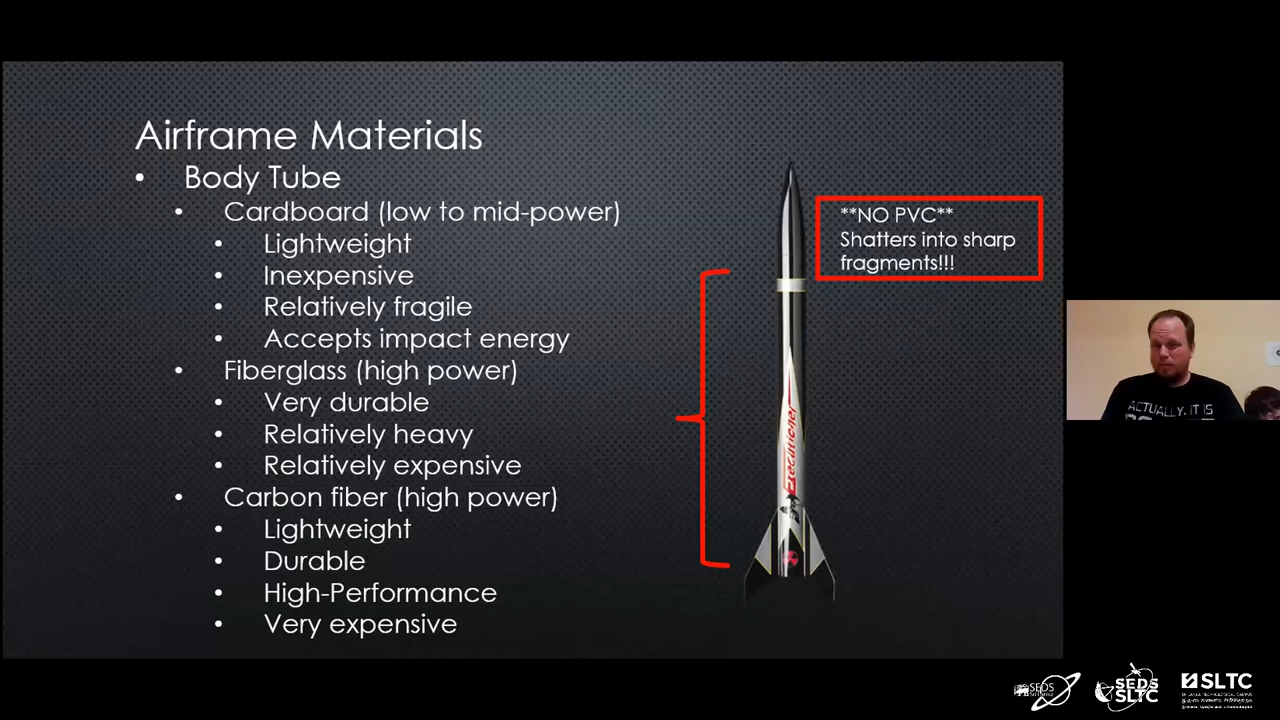 Airframe Materials
• Body Tube
• Cardboard (low to mid-power)
• Lightweight
• Inexpensive
• Relatively fragile
• Accepts impact energy
• Fiberglass (high power)
• Very durable
• Relatively heavy
• Relatively expensive
• Carbon fiber (high power)
• Lightweight
• Durable
• High-Performance
• Very expensive
**NO PVC**
Shatters into sharp
fragments!!!
Executioner
ACTUALLY, IT IS
SEDS
SEDS
SLTC
SLTC